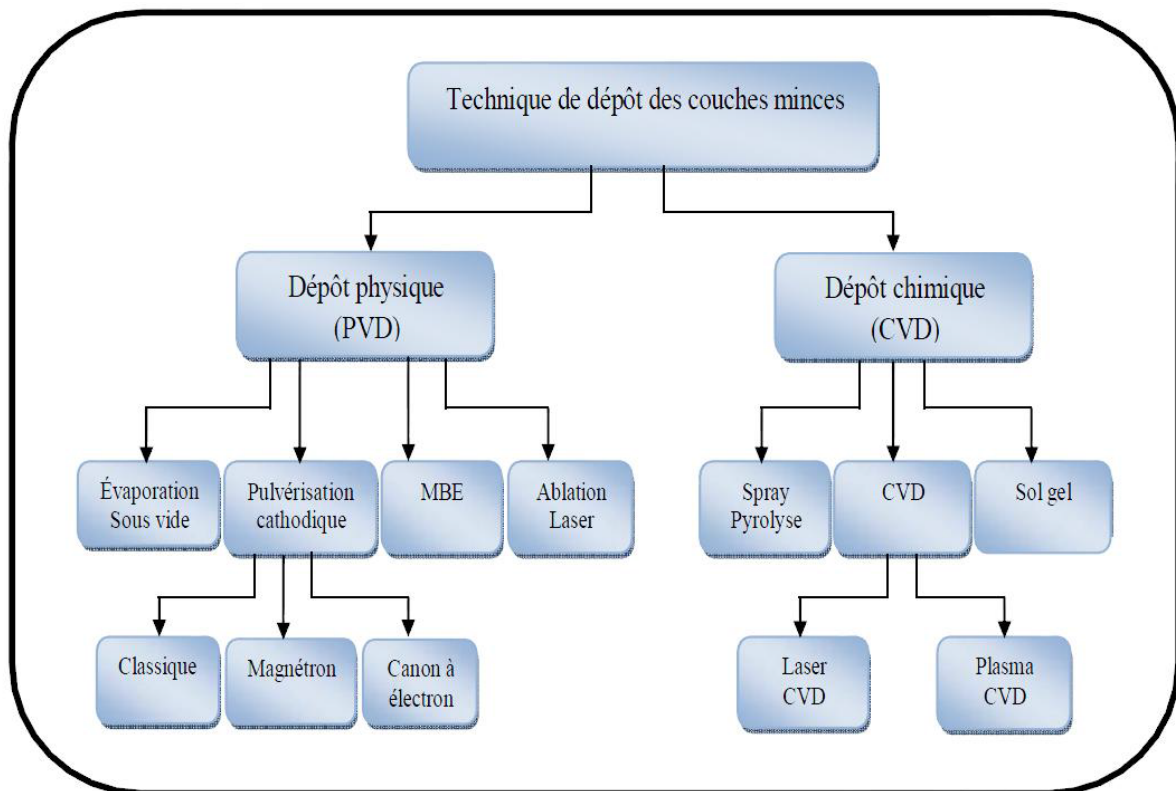 Technique de dépôt des couches minces
Dépôt physique
(PVD)
Dépôt chimique
(CVD)
Évaporation
Sous vide
Pulvérisation
cathodique
MBE
Ablation
Laser
Spray
Pyrolyse
CVD
Sol gel
Classique
Magnétron
Canon à
électron
Laser
CVD
Plasma
CVD